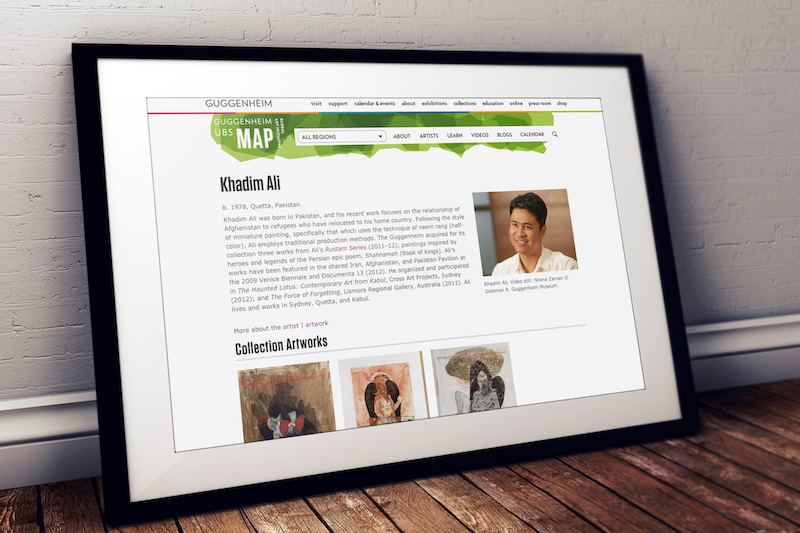 GUGGENHEIM
visit support calendar & events about exhibitions collections education online press room shop
GUGGENHEIM
UBS MAP
ALL REGIONS
ABOUT ARTISTS LEARN VIDEOS BLOGS CALENDAR
Khadim Ali
b. 1978, Quetta, Pakistan
Khadim Ali was born in Pakistan, and his recent work focuses on the relationship of
Afghanistan to refugees who have relocated to his home country. Following the style
of miniature painting, specifically that which uses the technique of neem rang (half-
color), Ali employs traditional production methods. The Guggenheim acquired for its
collection three works from Ali's Rustam Series (2011–12), paintings inspired by
heroes and legends of the Persian epic poem, Shahnameh (Book of kings). Ali's
works have been featured in the shared Iran, Afghanistan, and Pakistan Pavilion at
the 2009 Venice Biennale and Documenta 13 (2012). He organized and participated
in The Haunted Lotus: Contemporary Art from Kabul, Cross Art Projects, Sydney
(2012); and The Force of Forgetting, Lismore Regional Gallery, Australia (2011). Ali
lives and works in Sydney, Quetta, and Kabul.
Khadim Ali. Video still: Nisma Zaman ©
Solomon R. Guggenheim Museum
More about the artist | artwork
Collection Artworks